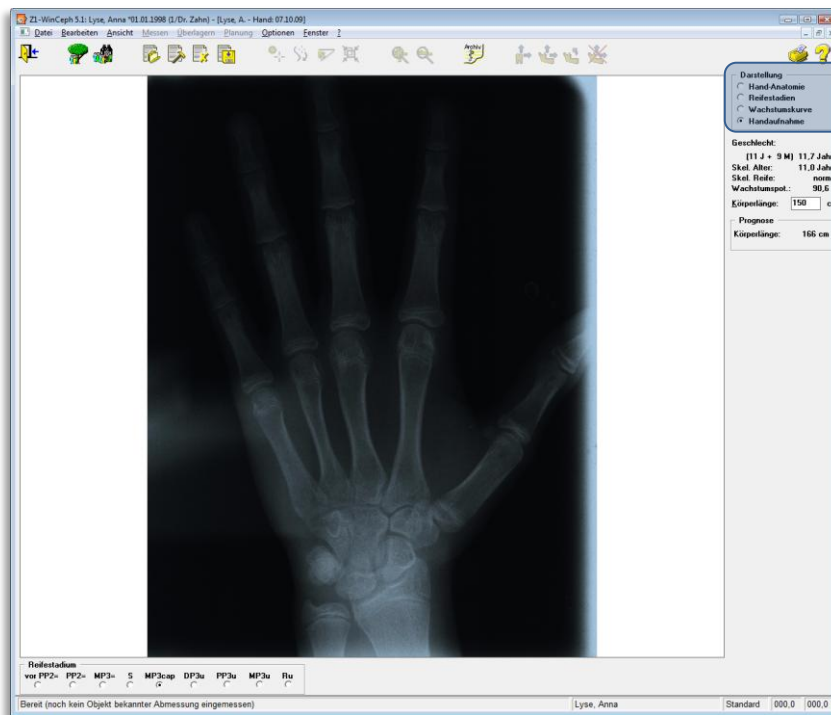 Z1-WinCeph 5.1: Lyse, Anna *01.01.1998 (1/Dr. Zahn) - [Lyse, A. - Hand: 07.10.09]
Datei Bearbeiten Ansicht Messen Überlagern Planung Optionen Fenster ?
Archiv
Darstellung
Hand-Anatomie
Reifestadien
Wachstumskurve
Handaufnahme
Geschlecht:
(11 J + 9 M) 11,7 Jah
Skel. Alter: 11,0 Jah
Skel. Reife: norm
Wachstumspot.: 90,6
Körperlänge: 150 c
Prognose
Körperlänge: 166 cm
Reifestadium
vor PP2= PP2= MP3= S MP3cap DP3u PP3u MP3u Ru
Bereit (noch kein Objekt bekannter Abmessung eingemessen) Lyse, Anna Standard 000,0 000,0